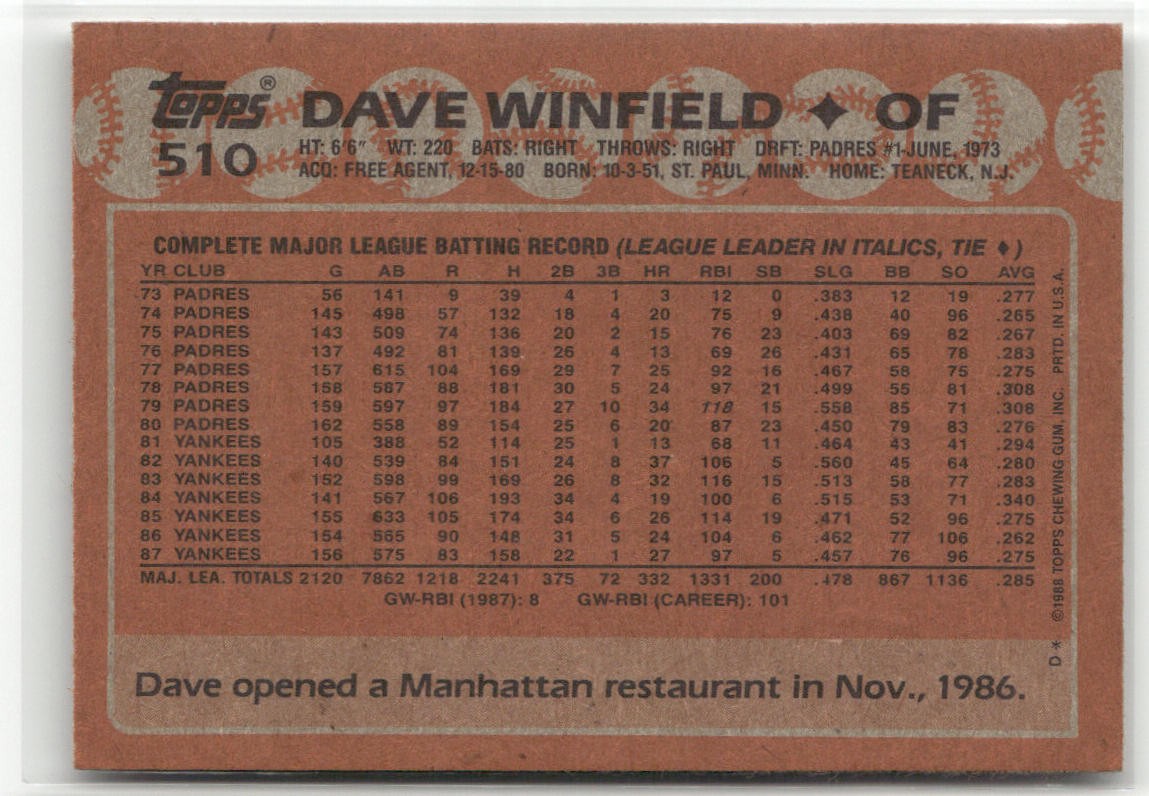 Topps® DAVE WINFIELD ✦ OF
510 HT: 6'6" WT: 220 BATS: RIGHT THROWS: RIGHT DRFT: PADRES #1-JUNE, 1973
ACQ: FREE AGENT, 12-15-80 BORN: 10-3-51, ST. PAUL, MINN. HOME: TEANECK, N.J.
COMPLETE MAJOR LEAGUE BATTING RECORD (LEAGUE LEADER IN ITALICS, TIE ♦)
YR CLUB G AB R H 2B 3B HR RBI SB SLG BB SO AVG
73 PADRES 56 141 9 39 4 1 3 12 0 .383 12 19 .277
74 PADRES 145 498 57 132 18 4 20 75 9 .438 40 96 .265
75 PADRES 143 509 74 136 20 2 15 76 23 .403 69 82 .267
76 PADRES 137 492 81 139 26 4 13 69 26 .431 65 78 .283
77 PADRES 157 615 104 169 29 7 25 92 16 .467 58 75 .275
78 PADRES 158 587 88 181 30 5 24 97 21 .499 55 81 .308
79 PADRES 159 597 97 184 27 10 34 118 15 .558 85 71 .308
80 PADRES 162 558 89 154 25 6 20 87 23 .450 79 83 .276
81 YANKEES 105 388 52 114 25 1 13 68 11 .464 43 41 .294
82 YANKEES 140 539 84 151 24 8 37 106 5 .560 45 64 .280
83 YANKEES 152 598 99 169 26 8 32 116 15 .513 58 77 .283
84 YANKEES 141 567 106 193 34 4 19 100 6 .515 53 71 .340
85 YANKEES 155 633 105 174 34 6 26 114 19 .471 52 96 .275
86 YANKEES 154 565 90 148 31 5 24 104 6 .462 77 106 .262
87 YANKEES 156 575 83 158 22 1 27 97 5 .457 76 96 .275
MAJ. LEA. TOTALS 2120 7862 1218 2241 375 72 332 1331 200 .478 867 1136 .285
GW-RBI (1987): 8 GW-RBI (CAREER): 101
Dave opened a Manhattan restaurant in Nov., 1986.
D* ©1988 TOPPS CHEWING GUM, INC. PRTD. IN U.S.A.